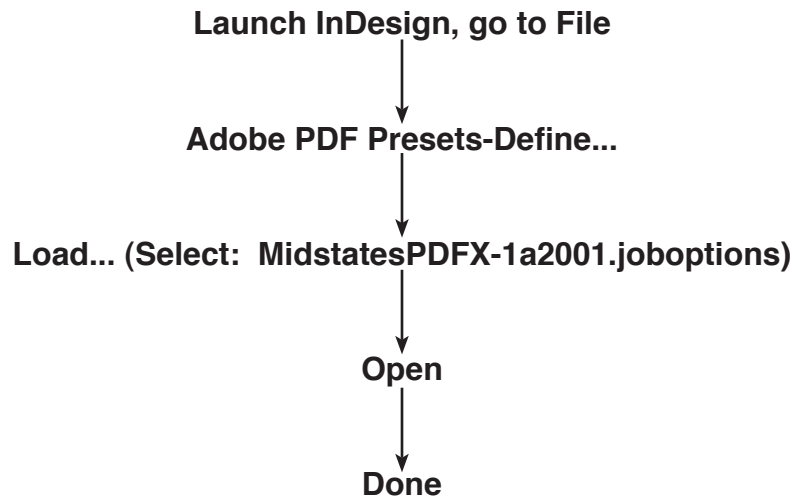 Launch InDesign, go to File
Adobe PDF Presets-Define...
Load... (Select:  MidstatesPDFX-1a2001.joboptions)
Open
Done